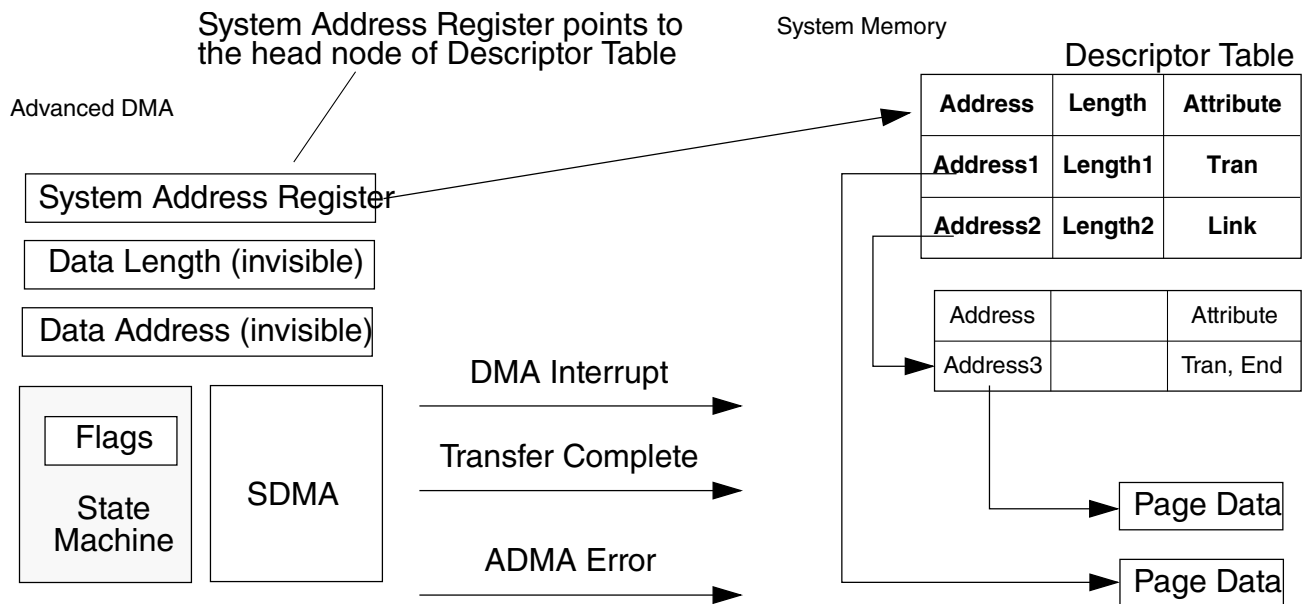 System Address Register points to
the head node of Descriptor Table
System Memory
Descriptor Table
Advanced DMA
Address Length Attribute
Address1 Length1 Tran
Address2 Length2 Link
System Address Register
Data Length (invisible)
Data Address (invisible)
Address Attribute
Address3 Tran, End
Flags
State
Machine
SDMA
DMA Interrupt
Transfer Complete
ADMA Error
Page Data
Page Data